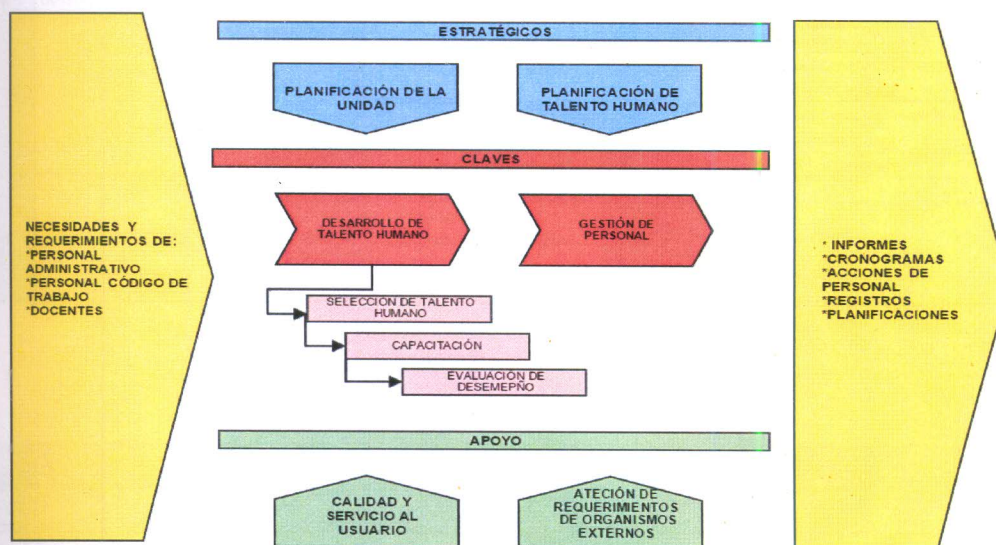 ESTRATÉGICOS
PLANIFICACIÓN DE LA
UNIDAD
PLANIFICACIÓN DE
TALENTO HUMANO
CLAVES
NECESIDADES Y
REQUERIMIENTOS DE:
*PERSONAL
ADMINISTRATIVO
*PERSONAL CÓDIGO DE
TRABAJO
*DOCENTES
DESARROLLO DE
TALENTO HUMANO
GESTIÓN DE
PERSONAL
SELECCIÓN DE TALENTO
HUMANO
CAPACITACIÓN
EVALUACIÓN DE
DESEMEPÑO
* INFORMES
*CRONOGRAMAS
*ACCIONES DE
PERSONAL
*REGISTROS
*PLANIFICACIONES
APOYO
CALIDAD Y
SERVICIO AL
USUARIO
ATECIÓN DE
REQUERIMIENTOS
DE ORGANISMOS
EXTERNOS